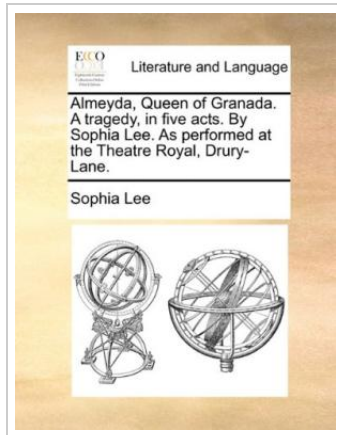 ECCO
Literature and Language
Almeyda, Queen of Granada.
A tragedy, in five acts. By
Sophia Lee. As performed at
the Theatre Royal, Drury-
Lane.
Sophia Lee